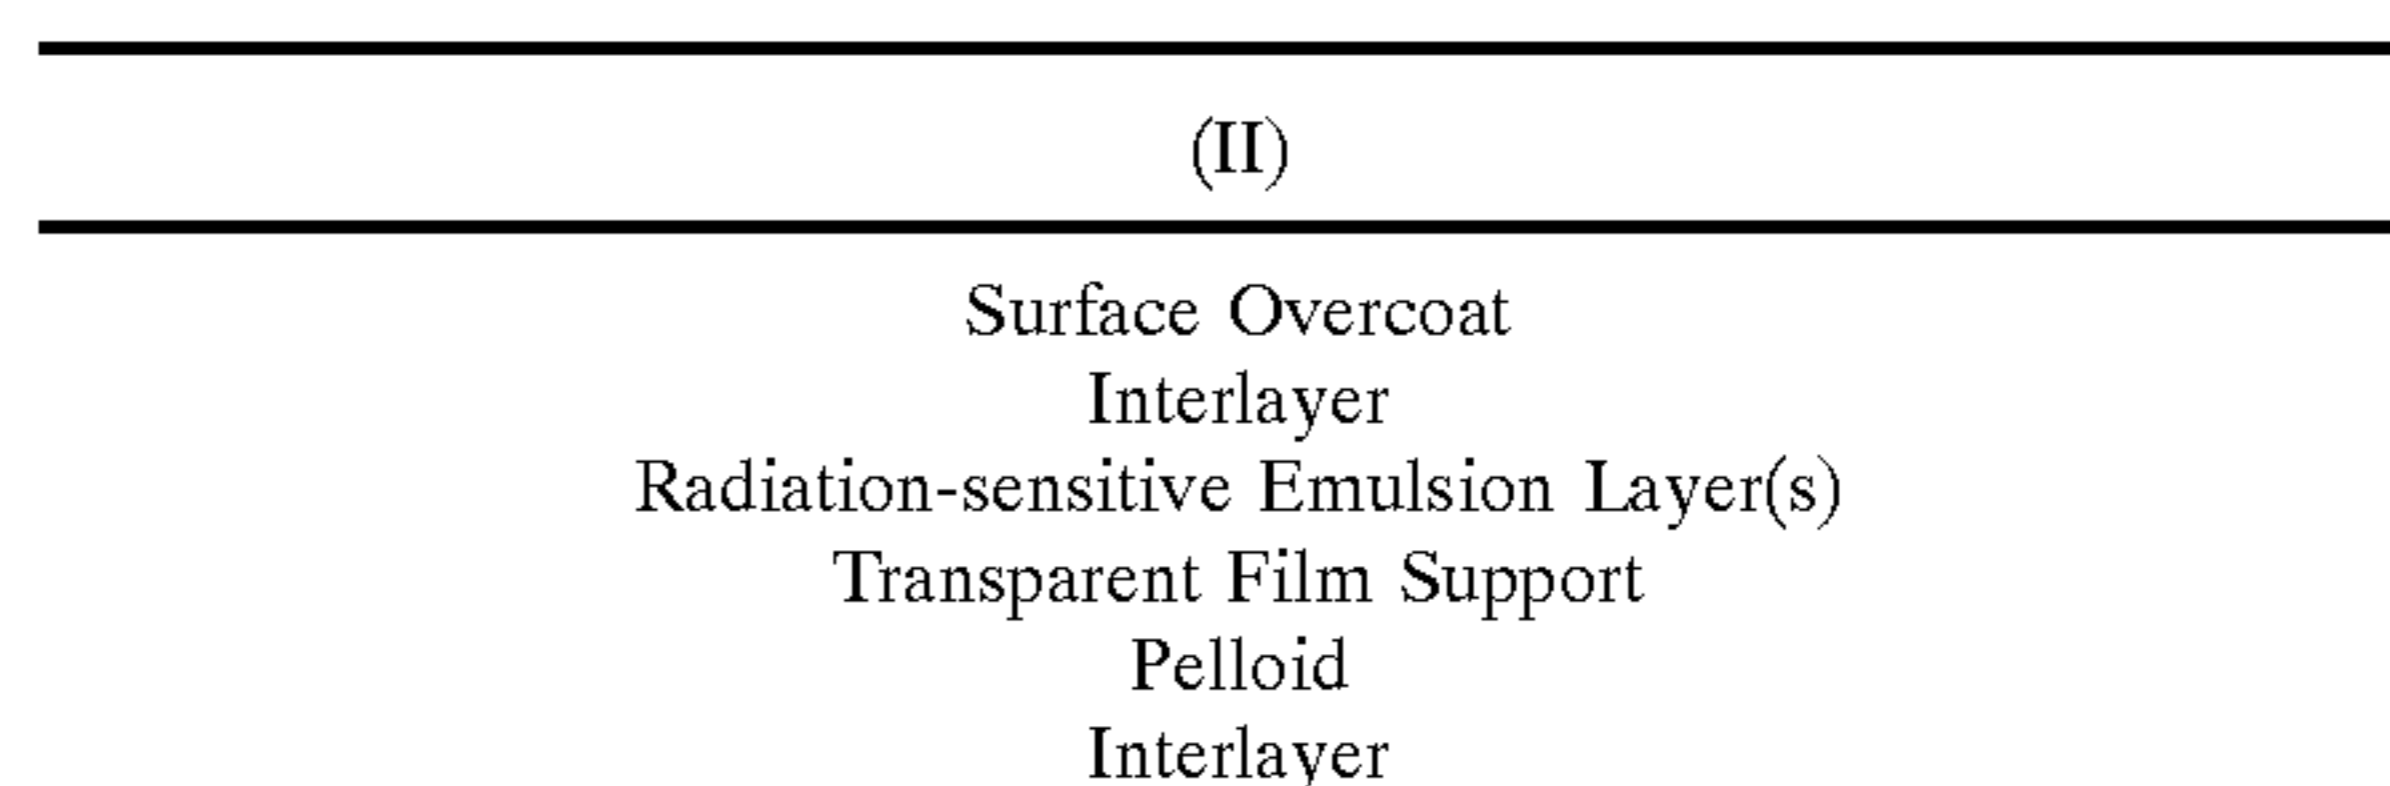 (II)
Surface Overcoat
Interlayer
Radiation-sensitive Emulsion Layer(s)
Transparent Film Support
Pelloid
Interlayer